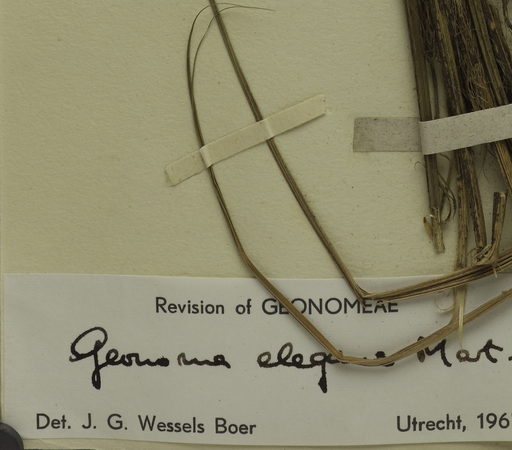 Revision of GEONOMEAE
Geonoma elegans Mart.
Det. J. G. Wessels Boer
Utrecht, 196